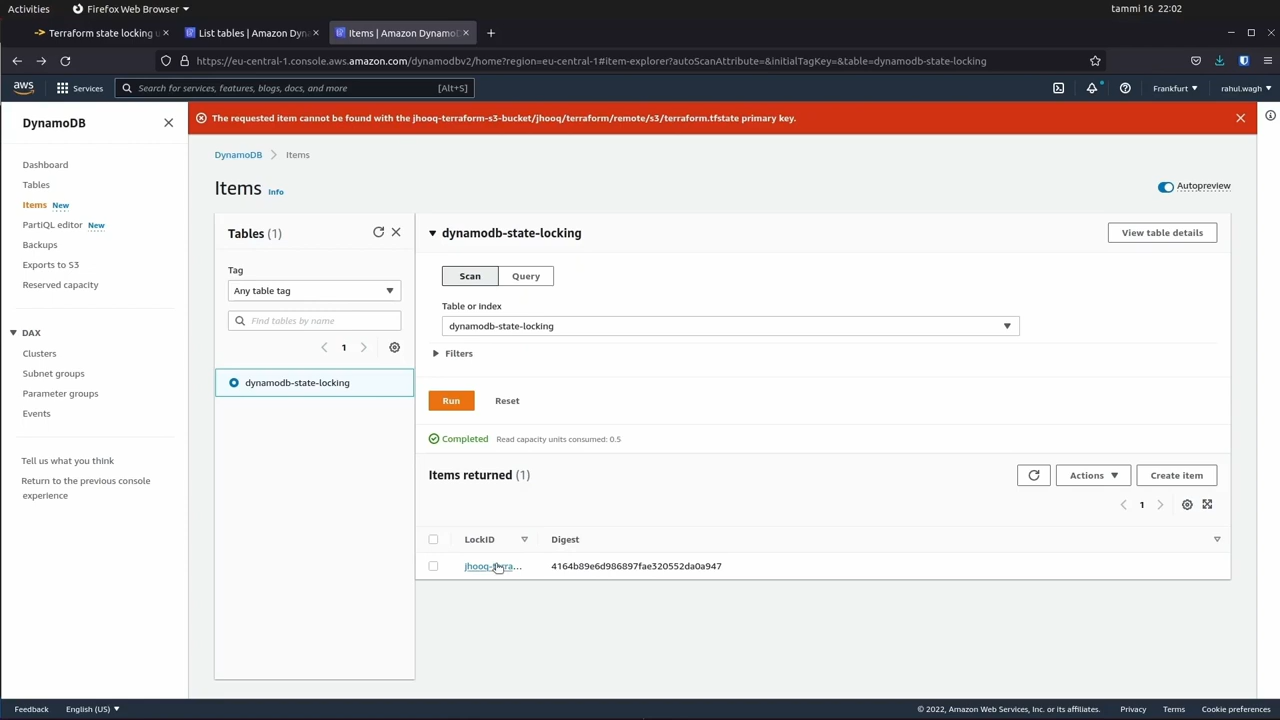 Activities
Firefox Web Browser
tammi 16 22:02
Terraform state locking u
List tables | Amazon Dyn
Items | Amazon DynamoD
https://eu-central-1.console.aws.amazon.com/dynamodbv2/home?region=eu-central-1#item-explorer?autoScanAttribute=&initialTagKey=&table=dynamodb-state-locking
aws
Services
Search for services, features, blogs, docs, and more
[Alt+S]
Frankfurt
rahul.wagh
DynamoDB
The requested item cannot be found with the jhooq-terraform-s3-bucket/jhooq/terraform/remote/s3/terraform.tfstate primary key.
Dashboard
Tables
Items New
PartiQL editor New
Backups
Exports to S3
Reserved capacity
DAX
Clusters
Subnet groups
Parameter groups
Events
Tell us what you think
Return to the previous console
experience
DynamoDB
Items
Items Info
Autopreview
Tables (1)
Tag
Any table tag
Find tables by name
1
dynamodb-state-locking
dynamodb-state-locking
View table details
Scan
Query
Table or index
dynamodb-state-locking
Filters
Run
Reset
Completed
Read capacity units consumed: 0.5
Items returned (1)
Actions
Create item
1
LockID
Digest
4164b89e6d986897fae320552da0a947
Feedback
English (US)
© 2022, Amazon Web Services, Inc. or its affiliates.
Privacy
Terms
Cookie preferences